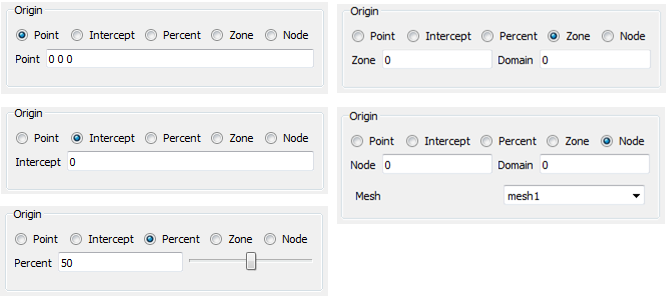 Origin
Point Intercept Percent Zone Node
Point 0 0 0
Origin
Point Intercept Percent Zone Node
Intercept 0
Origin
Point Intercept Percent Zone Node
Percent 50
Origin
Point Intercept Percent Zone Node
Zone 0 Domain 0
Origin
Point Intercept Percent Zone Node
Node 0 Domain 0
Mesh mesh1